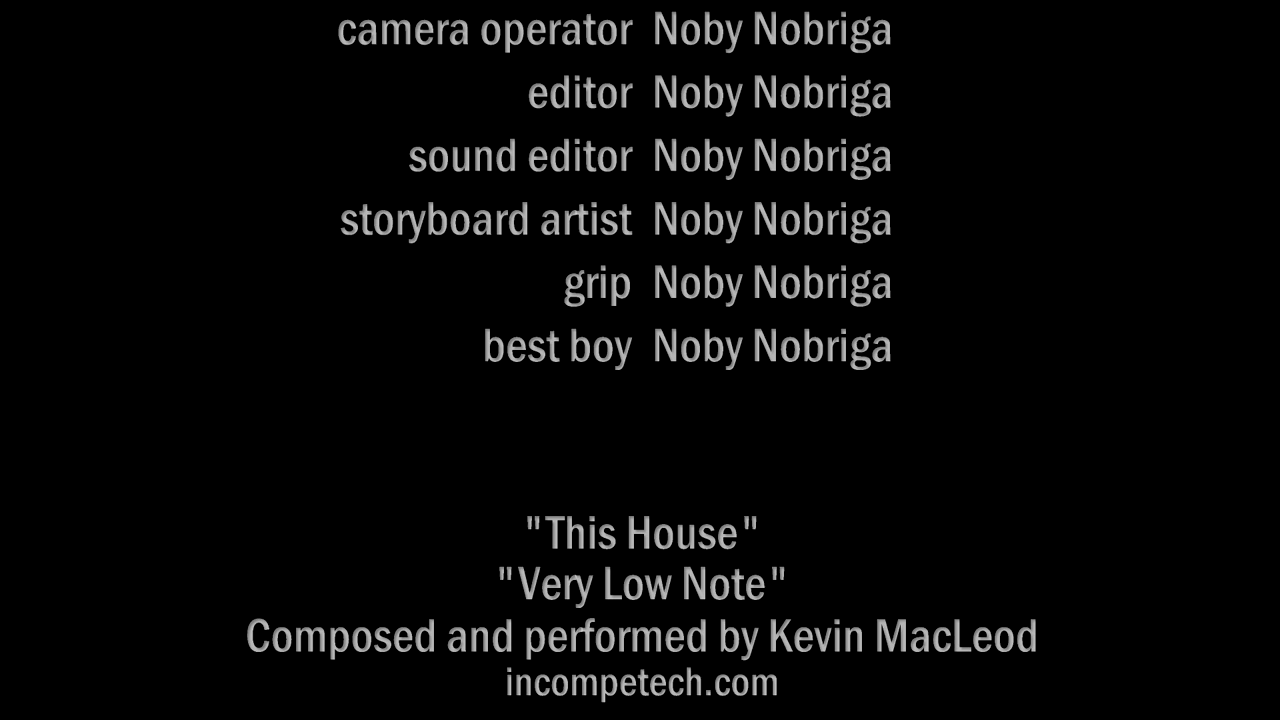 camera operator Noby Nobriga
editor Noby Nobriga
sound editor Noby Nobriga
storyboard artist Noby Nobriga
grip Noby Nobriga
best boy Noby Nobriga
"This House"
"Very Low Note"
Composed and performed by Kevin MacLeod
incompetech.com